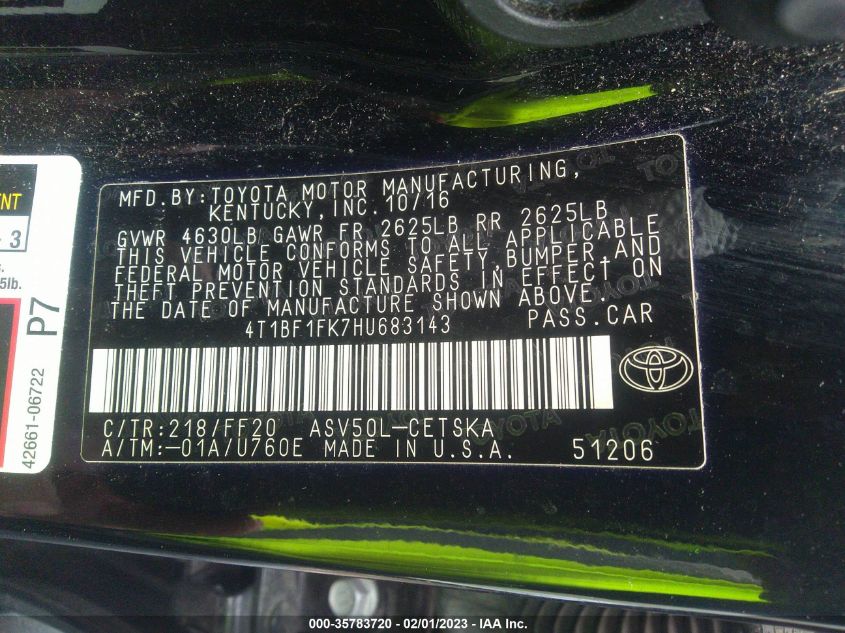 MFD.BY:TOYOTA MOTOR MANUFACTURING,
KENTUCKY,INC.10/16
GVWR 4630LB GAWR FR 2625LB RR 2625LB
THIS VEHICLE CONFORMS TO ALL APPLICABLE
FEDERAL MOTOR VEHICLE SAFETY,BUMPER,AND
THEFT PREVENTION STANDARDS IN EFFECT ON
THE DATE OF MANUFACTURE SHOWN ABOVE.
4T1BF1FK7HU683143 PASS.CAR
C/TR:218/FF20 ASV50L-CETSKA
A/TM:-01A/U760E MADE IN U.S.A. 51206
3
5lb.
P7
42661-06722
000-35783720 - 02/01/2023 - IAA Inc.